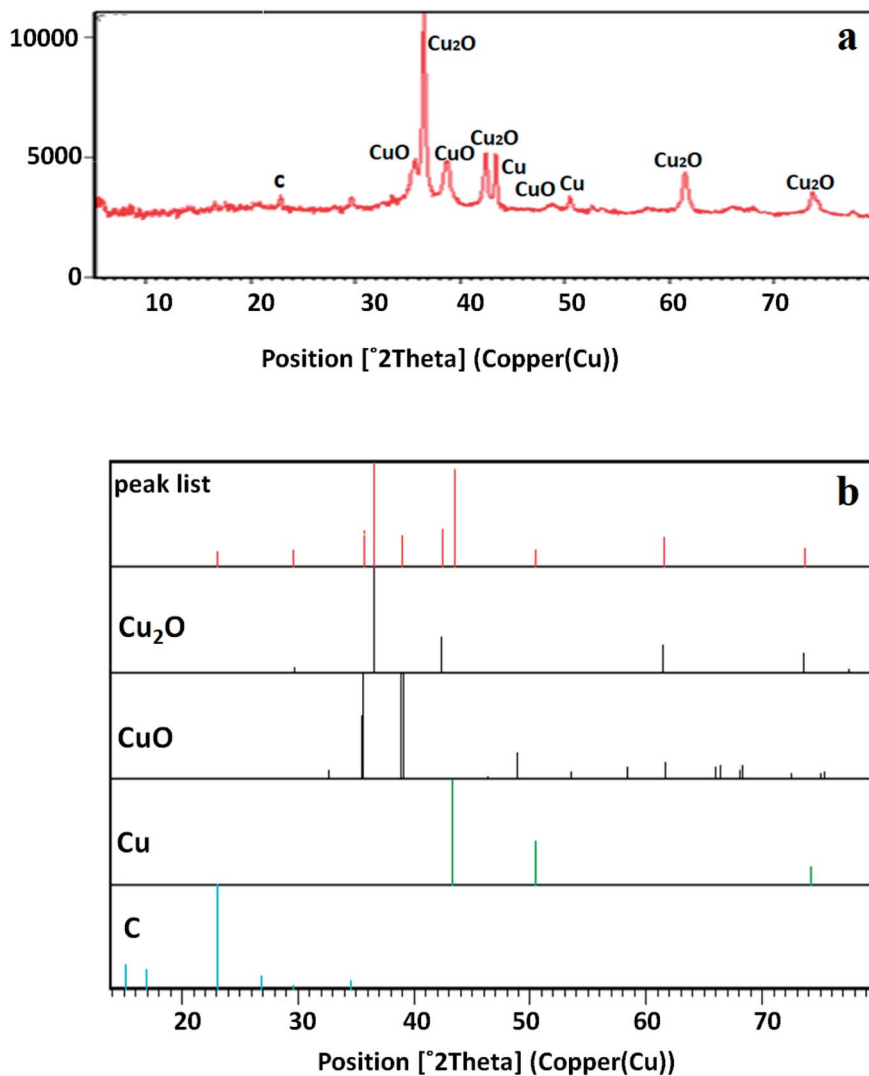 a
10000
5000
0
C
CuO
Cu₂O
CuO
Cu₂O
Cu
CuO
Cu
Cu₂O
Cu₂O
10 20 30 40 50 60 70
Position [°2Theta] (Copper(Cu))
b
peak list
Cu₂O
CuO
Cu
C
20 30 40 50 60 70
Position [°2Theta] (Copper(Cu))